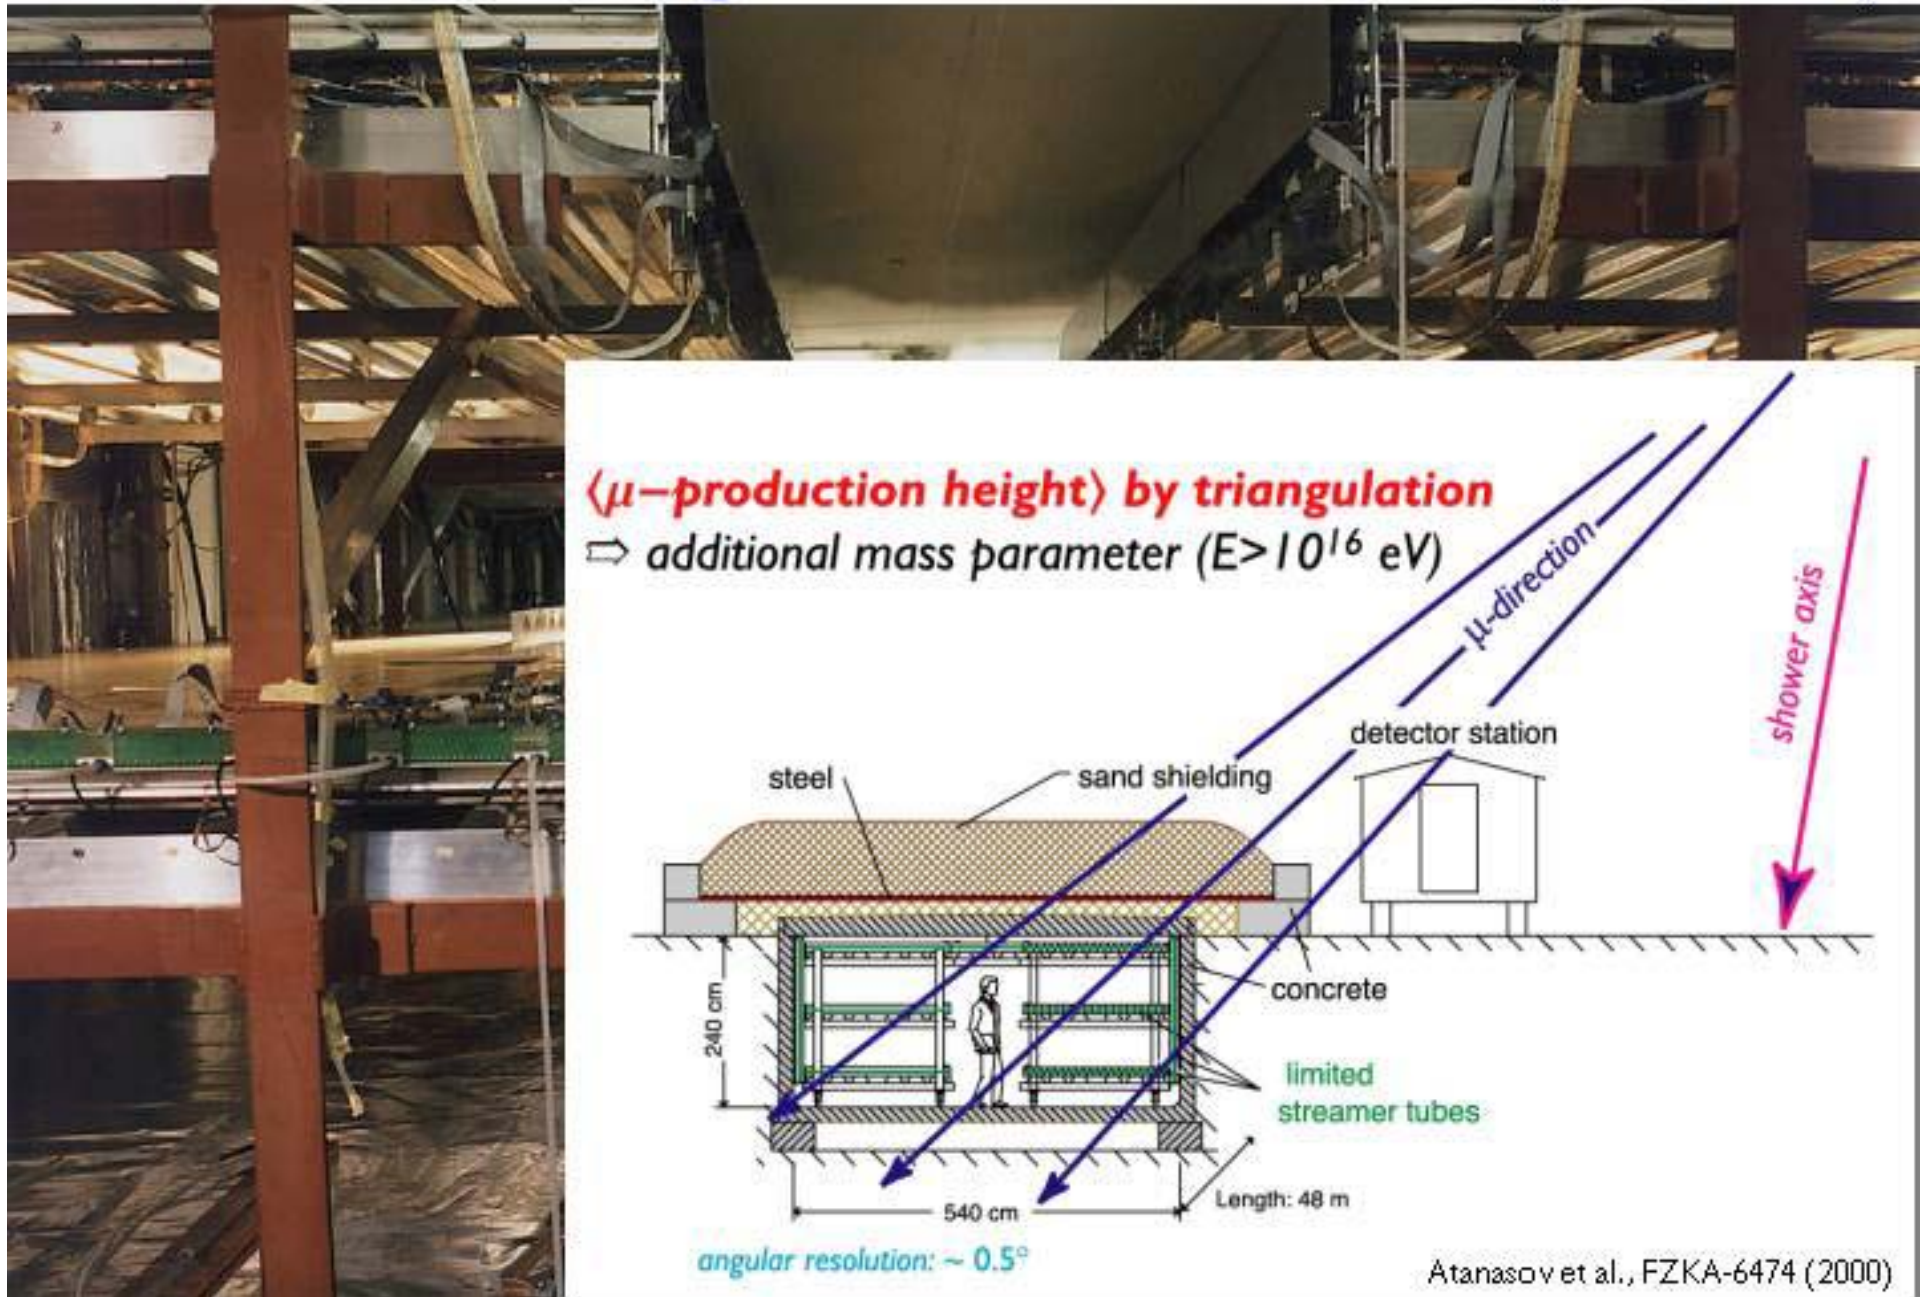 ⟨μ–production height⟩ by triangulation
⇨ additional mass parameter (E>10¹⁶ eV)
μ-direction
shower axis
detector station
steel
sand shielding
concrete
240 cm
limited
streamer tubes
Length: 48 m
540 cm
angular resolution: ~ 0.5°
Atanasov et al., FZKA-6474 (2000)